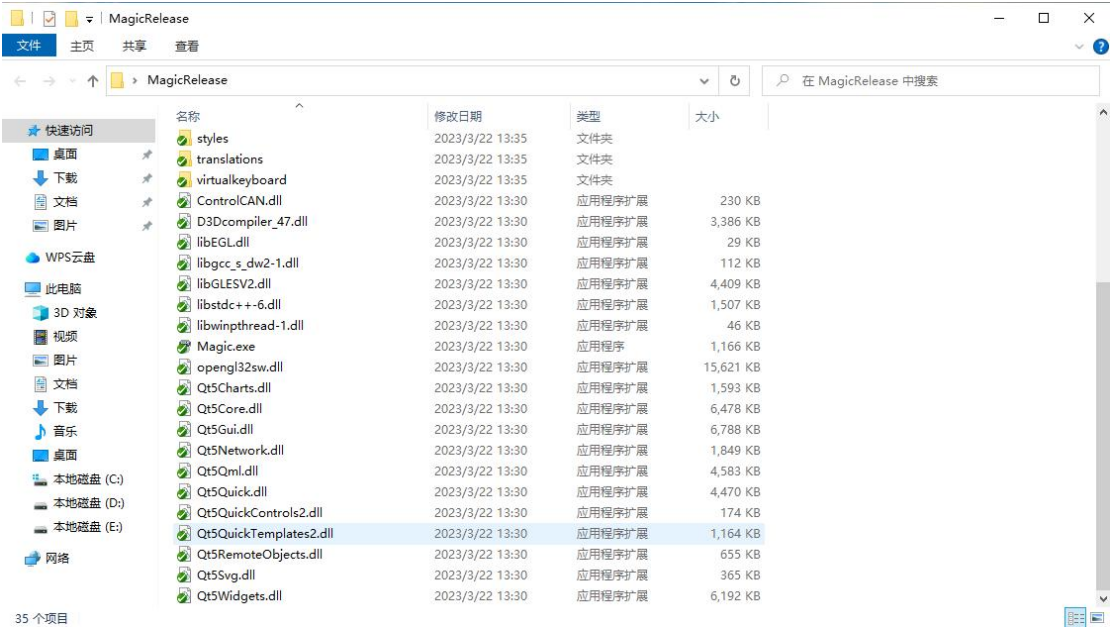 MagicRelease
文件 主页 共享 查看
MagicRelease 在 MagicRelease 中搜索
名称 修改日期 类型 大小
快速访问
桌面
下载
文档
图片
WPS云盘
此电脑
3D 对象
视频
图片
文档
下载
音乐
桌面
本地磁盘 (C:)
本地磁盘 (D:)
本地磁盘 (E:)
网络
styles 2023/3/22 13:35 文件夹
translations 2023/3/22 13:35 文件夹
virtualkeyboard 2023/3/22 13:35 文件夹
ControlCAN.dll 2023/3/22 13:30 应用程序扩展 230 KB
D3Dcompiler_47.dll 2023/3/22 13:30 应用程序扩展 3,386 KB
libEGL.dll 2023/3/22 13:30 应用程序扩展 29 KB
libgcc_s_dw2-1.dll 2023/3/22 13:30 应用程序扩展 112 KB
libGLESV2.dll 2023/3/22 13:30 应用程序扩展 4,409 KB
libstdc++-6.dll 2023/3/22 13:30 应用程序扩展 1,507 KB
libwinpthread-1.dll 2023/3/22 13:30 应用程序扩展 46 KB
Magic.exe 2023/3/22 13:30 应用程序 1,166 KB
opengl32sw.dll 2023/3/22 13:30 应用程序扩展 15,621 KB
Qt5Charts.dll 2023/3/22 13:30 应用程序扩展 1,593 KB
Qt5Core.dll 2023/3/22 13:30 应用程序扩展 6,478 KB
Qt5Gui.dll 2023/3/22 13:30 应用程序扩展 6,788 KB
Qt5Network.dll 2023/3/22 13:30 应用程序扩展 1,849 KB
Qt5Qml.dll 2023/3/22 13:30 应用程序扩展 4,583 KB
Qt5Quick.dll 2023/3/22 13:30 应用程序扩展 4,470 KB
Qt5QuickControls2.dll 2023/3/22 13:30 应用程序扩展 174 KB
Qt5QuickTemplates2.dll 2023/3/22 13:30 应用程序扩展 1,164 KB
Qt5RemoteObjects.dll 2023/3/22 13:30 应用程序扩展 655 KB
Qt5Svg.dll 2023/3/22 13:30 应用程序扩展 365 KB
Qt5Widgets.dll 2023/3/22 13:30 应用程序扩展 6,192 KB
35 个项目